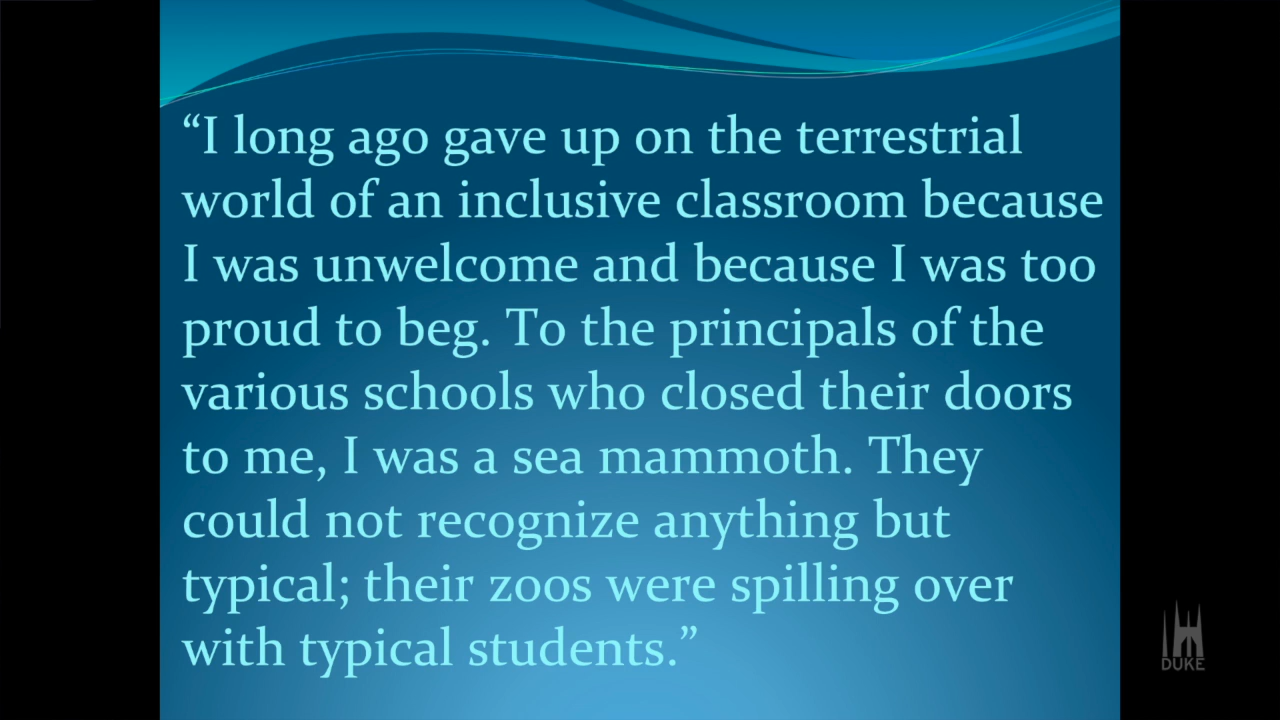 “I long ago gave up on the terrestrial
world of an inclusive classroom because
I was unwelcome and because I was too
proud to beg. To the principals of the
various schools who closed their doors
to me, I was a sea mammoth. They
could not recognize anything but
typical; their zoos were spilling over
with typical students.”
DUKE